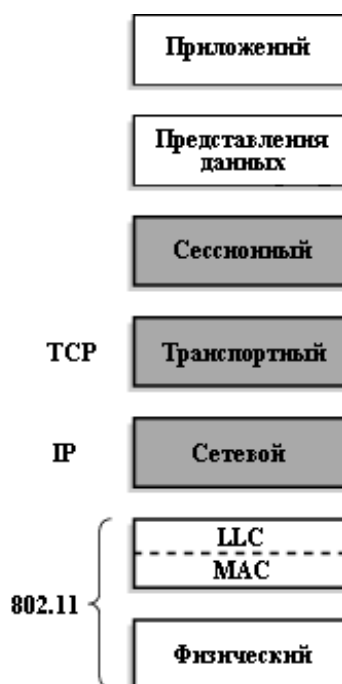 Приложений
Представления
данных
Сессионный
TCP
Транспортный
IP
Сетевой
LLC
MAC
802.11
Физический